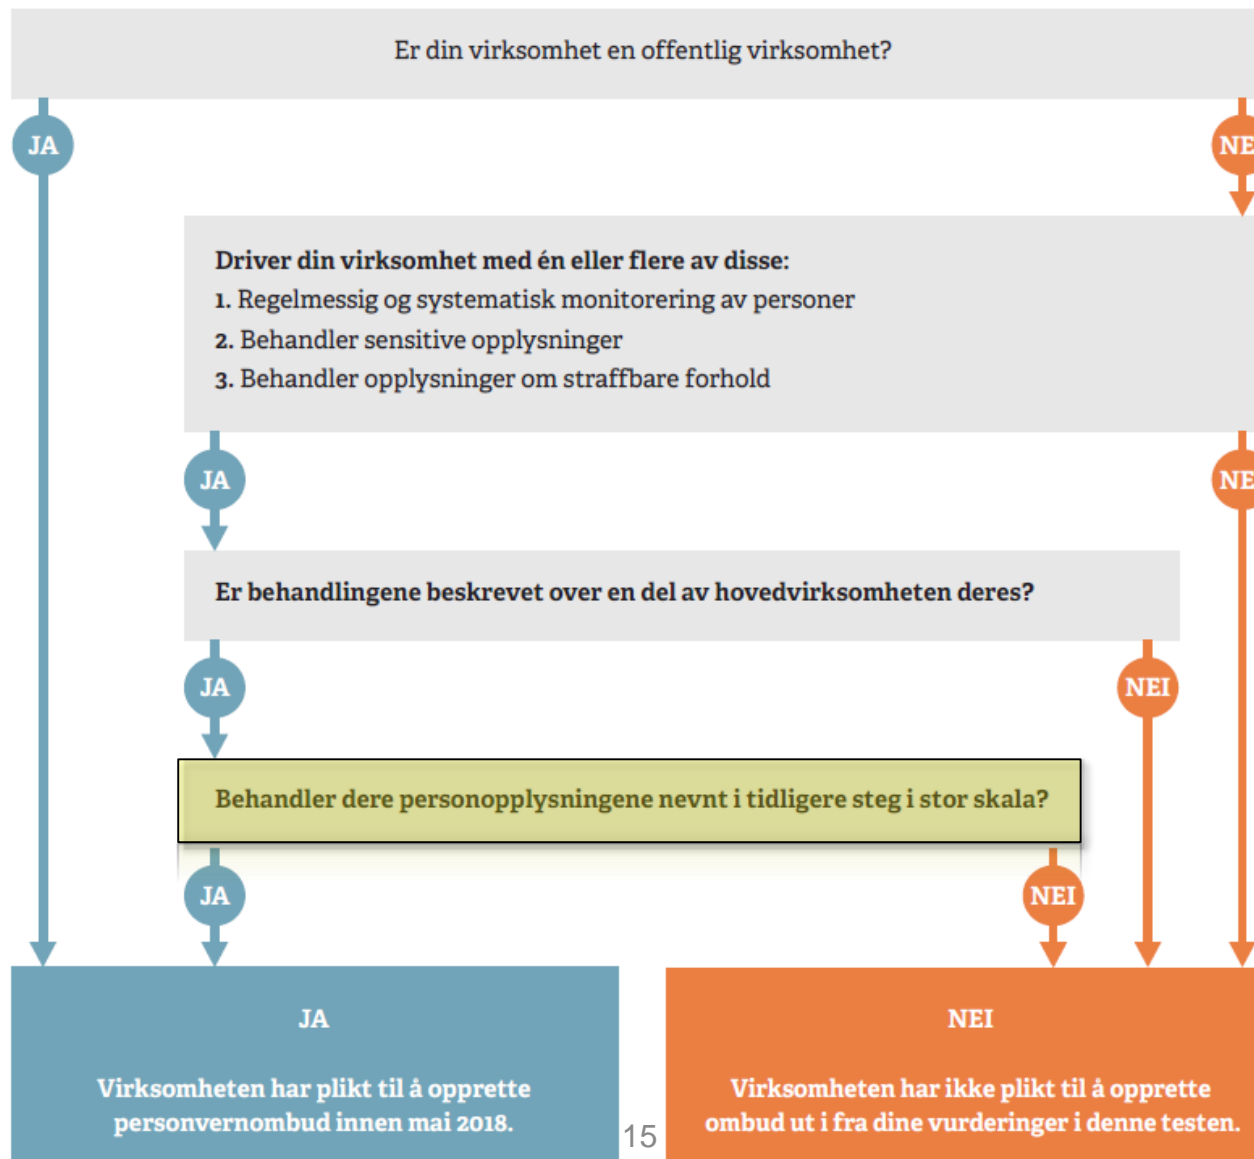 Er din virksomhet en offentlig virksomhet?
JA
NE
Driver din virksomhet med én eller flere av disse:
1. Regelmessig og systematisk monitorering av personer
2. Behandler sensitive opplysninger
3. Behandler opplysninger om straffbare forhold
JA
NE
Er behandlingene beskrevet over en del av hovedvirksomheten deres?
JA
NEI
Behandler dere personopplysningene nevnt i tidligere steg i stor skala?
JA
NEI
JA
Virksomheten har plikt til å opprette
personvernombud innen mai 2018.
15
NEI
Virksomheten har ikke plikt til å opprette
ombud ut i fra dine vurderinger i denne testen.